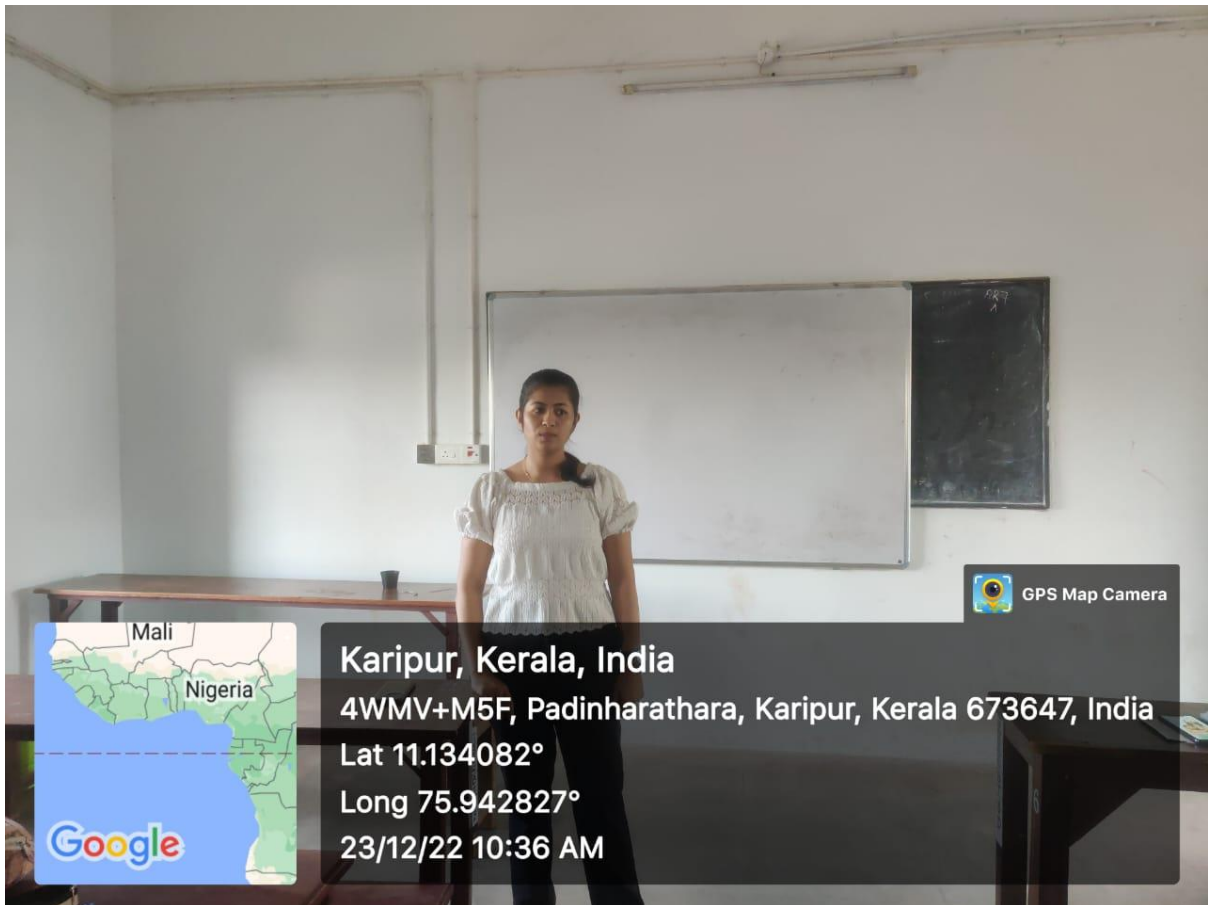 GPS Map Camera
Mali
Nigeria
Google
Karipur, Kerala, India
4WMV+M5F, Padinharathara, Karipur, Kerala 673647, India
Lat 11.134082°
Long 75.942827°
23/12/22 10:36 AM